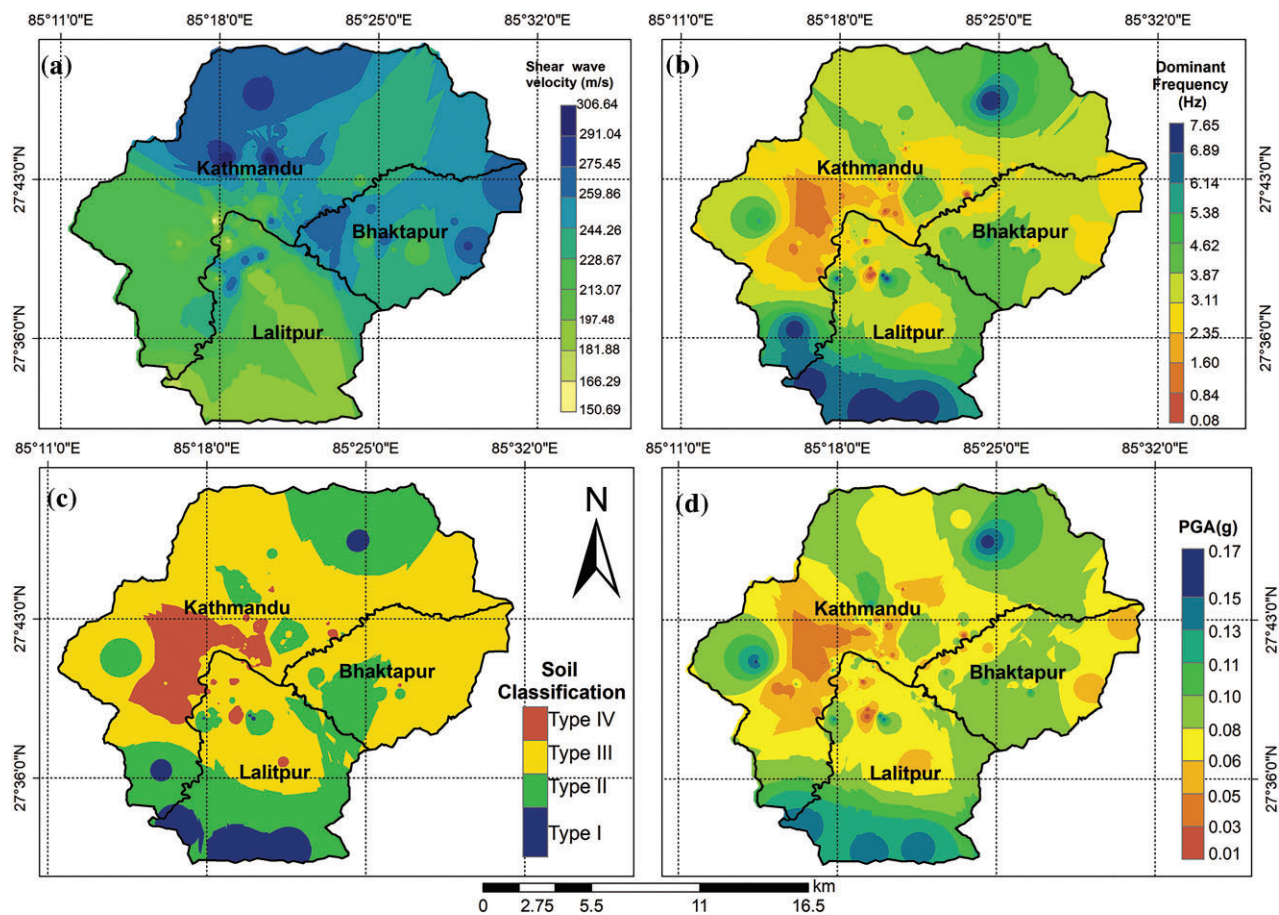 85°11'0"E 85°18'0"E 85°25'0"E 85°32'0"E 85°11'0"E 85°18'0"E 85°25'0"E 85°32'0"E
(a)
Shear wave
velocity (m/s)
306.64
291.04
275.45
259.86
244.26
228.67
213.07
197.48
181.88
166.29
150.69
Kathmandu
Bhaktapur
Lalitpur
27°43'0"N
27°36'0"N
(b)
Dominant
Frequency
(Hz)
7.65
6.89
6.14
5.38
4.62
3.87
3.11
2.35
1.60
0.84
0.08
Kathmandu
Bhaktapur
Lalitpur
27°43'0"N
27°36'0"N
85°11'0"E 85°18'0"E 85°25'0"E 85°32'0"E 85°11'0"E 85°18'0"E 85°25'0"E 85°32'0"E
(c)
N
Kathmandu
Bhaktapur
Lalitpur
Soil
Classification
Type IV
Type III
Type II
Type I
27°43'0"N
27°36'0"N
(d)
PGA(g)
0.17
0.15
0.13
0.11
0.10
0.08
0.06
0.05
0.03
0.01
Kathmandu
Bhaktapur
Lalitpur
27°43'0"N
27°36'0"N
km
0 2.75 5.5 11 16.5